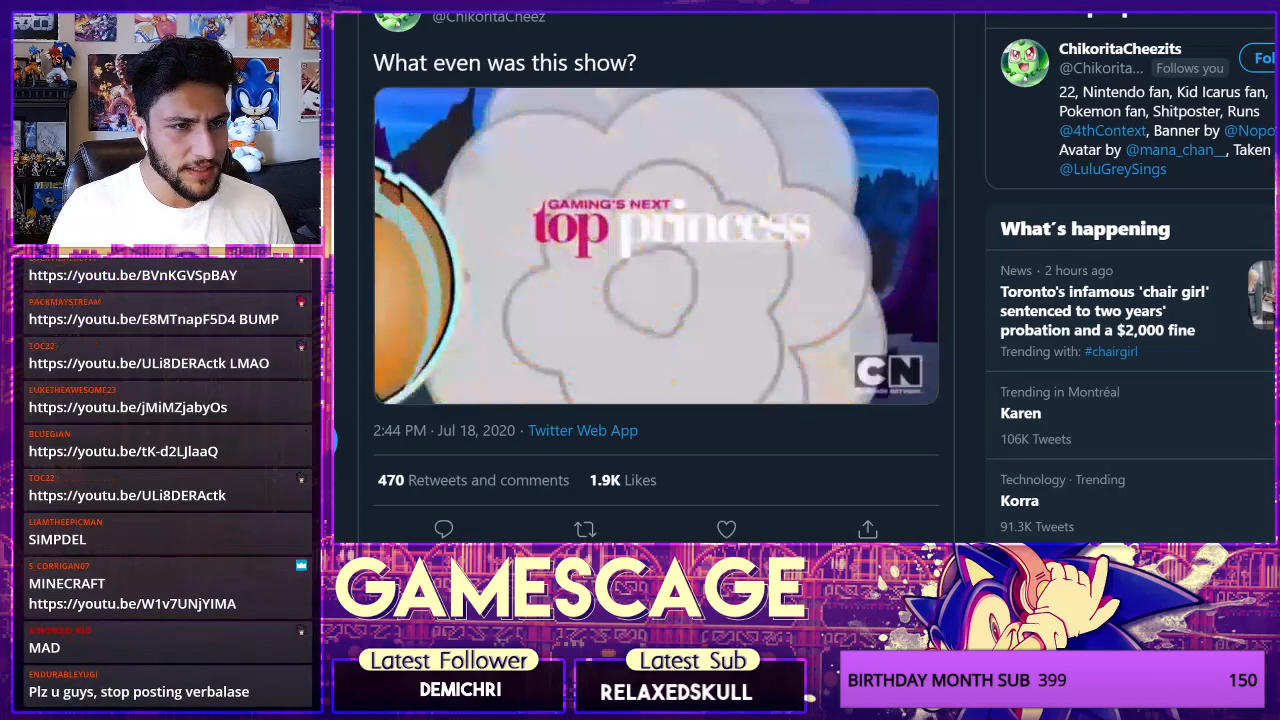 @ChikoritaCheez
What even was this show?
GAMING'S NEXT
top princess
CN
2:44 PM · Jul 18, 2020 · Twitter Web App
470 Retweets and comments 1.9K Likes
ChikoritaCheezits
@Chikorita... Follows you
Fol
22, Nintendo fan, Kid Icarus fan,
Pokemon fan, Shitposter, Runs
@4thContext, Banner by @Nopo
Avatar by @mana_chan__, Taken
@LuluGreySings
What's happening
News · 2 hours ago
Toronto's infamous 'chair girl'
sentenced to two years'
probation and a $2,000 fine
Trending with: #chairgirl
Trending in Montréal
Karen
106K Tweets
Technology · Trending
Korra
91.3K Tweets
https://youtu.be/BVnKGVSpBAY
PACKMAYSTREAM
https://youtu.be/E8MTnapF5D4 BUMP
TOC22
https://youtu.be/ULi8DERActk LMAO
LUKETHEAWESOME23
https://youtu.be/jMiMZjabyOs
BLUEGIAN
https://youtu.be/tK-d2LJlaaQ
TOC22
https://youtu.be/ULi8DERActk
LIAMTHEEPICMAN
SIMPDEL
S_CORRIGAN07
MINECRAFT
https://youtu.be/W1v7UNjYIMA
MAD
ENDURABLEYUGI
Plz u guys, stop posting verbalase
GAMESCAGE
Latest Follower
DEMICHRI
Latest Sub
RELAXEDSKULL
BIRTHDAY MONTH SUB 399 150